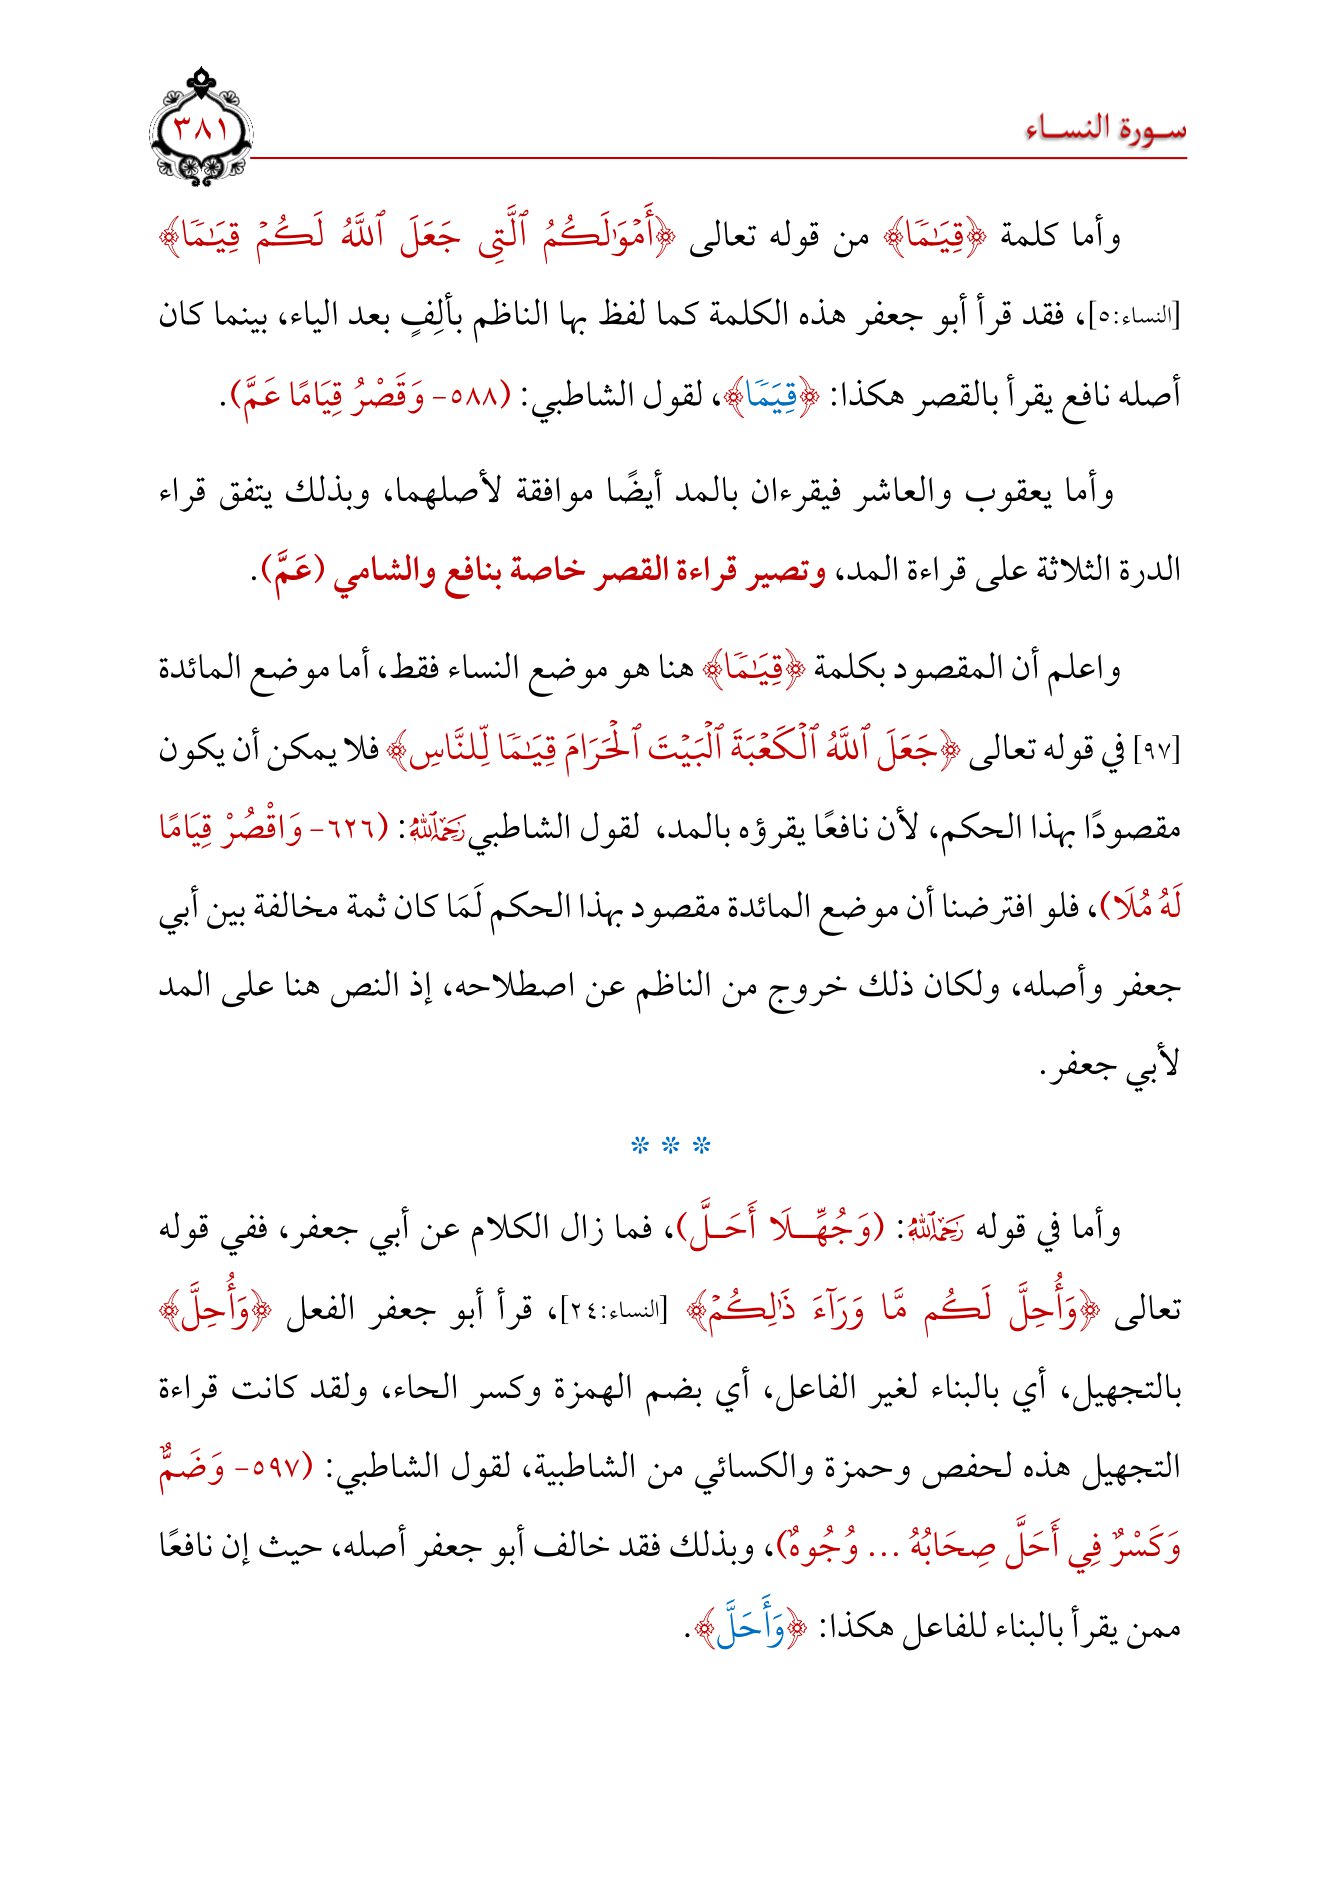 سورة النساء
٣٨١
وأما كلمة ﴿قِيَـٰمًا﴾ من قوله تعالى ﴿أَمۡوَٰلَكُمُ ٱلَّتِى جَعَلَ ٱللَّهُ لَكُمۡ قِيَـٰمًا﴾
[النساء:٥]، فقد قرأ أبو جعفر هذه الكلمة كما لفظ بها الناظم بألِفٍ بعد الياء، بينما كان
أصله نافع يقرأ بالقصر هكذا: ﴿قِيَمًا﴾، لقول الشاطبي: (٥٨٨- وَقَصْرُ قِيَامًا عَمَّ).
وأما يعقوب والعاشر فيقرءان بالمد أيضًا موافقة لأصلهما، وبذلك يتفق قراء
الدرة الثلاثة على قراءة المد، وتصير قراءة القصر خاصة بنافع والشامي (عَمَّ).
واعلم أن المقصود بكلمة ﴿قِيَـٰمًا﴾ هنا هو موضع النساء فقط، أما موضع المائدة
[٩٧] في قوله تعالى ﴿جَعَلَ ٱللَّهُ ٱلۡكَعۡبَةَ ٱلۡبَيۡتَ ٱلۡحَرَامَ قِيَـٰمًا لِّلنَّاسِ﴾ فلا يمكن أن يكون
مقصودًا بهذا الحكم، لأن نافعًا يقرؤه بالمد، لقول الشاطبي رَحِمَهُ ٱللَّهُ: (٦٢٦- وَاقْصُرْ قِيَامًا
لَهُ مُلَا)، فلو افترضنا أن موضع المائدة مقصود بهذا الحكم لَمَا كان ثمة مخالفة بين أبي
جعفر وأصله، ولكان ذلك خروج من الناظم عن اصطلاحه، إذ النص هنا على المد
لأبي جعفر.
* * *
وأما في قوله رَحِمَهُ ٱللَّهُ: (وَجُهِّـلَا أَحَـلَّ)، فما زال الكلام عن أبي جعفر، ففي قوله
تعالى ﴿وَأُحِلَّ لَكُم مَّا وَرَآءَ ذَٰلِكُمۡ﴾ [النساء:٢٤]، قرأ أبو جعفر الفعل ﴿وَأُحِلَّ﴾
بالتجهيل، أي بالبناء لغير الفاعل، أي بضم الهمزة وكسر الحاء، ولقد كانت قراءة
التجهيل هذه لحفص وحمزة والكسائي من الشاطبية، لقول الشاطبي: (٥٩٧- وَضَمٌّ
وَكَسْرٌ فِي أَحَلَّ صِحَابُهُ ... وُجُوهٌ)، وبذلك فقد خالف أبو جعفر أصله، حيث إن نافعًا
ممن يقرأ بالبناء للفاعل هكذا: ﴿وَأَحَلَّ﴾.